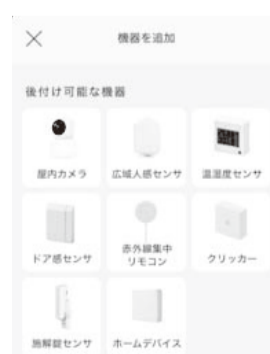 機器を追加
後付け可能な機器
屋内カメラ
広域人感センサ
温湿度センサ
ドア感センサ
赤外線集中
リモコン
クリッカー
施解錠センサ
ホームデバイス